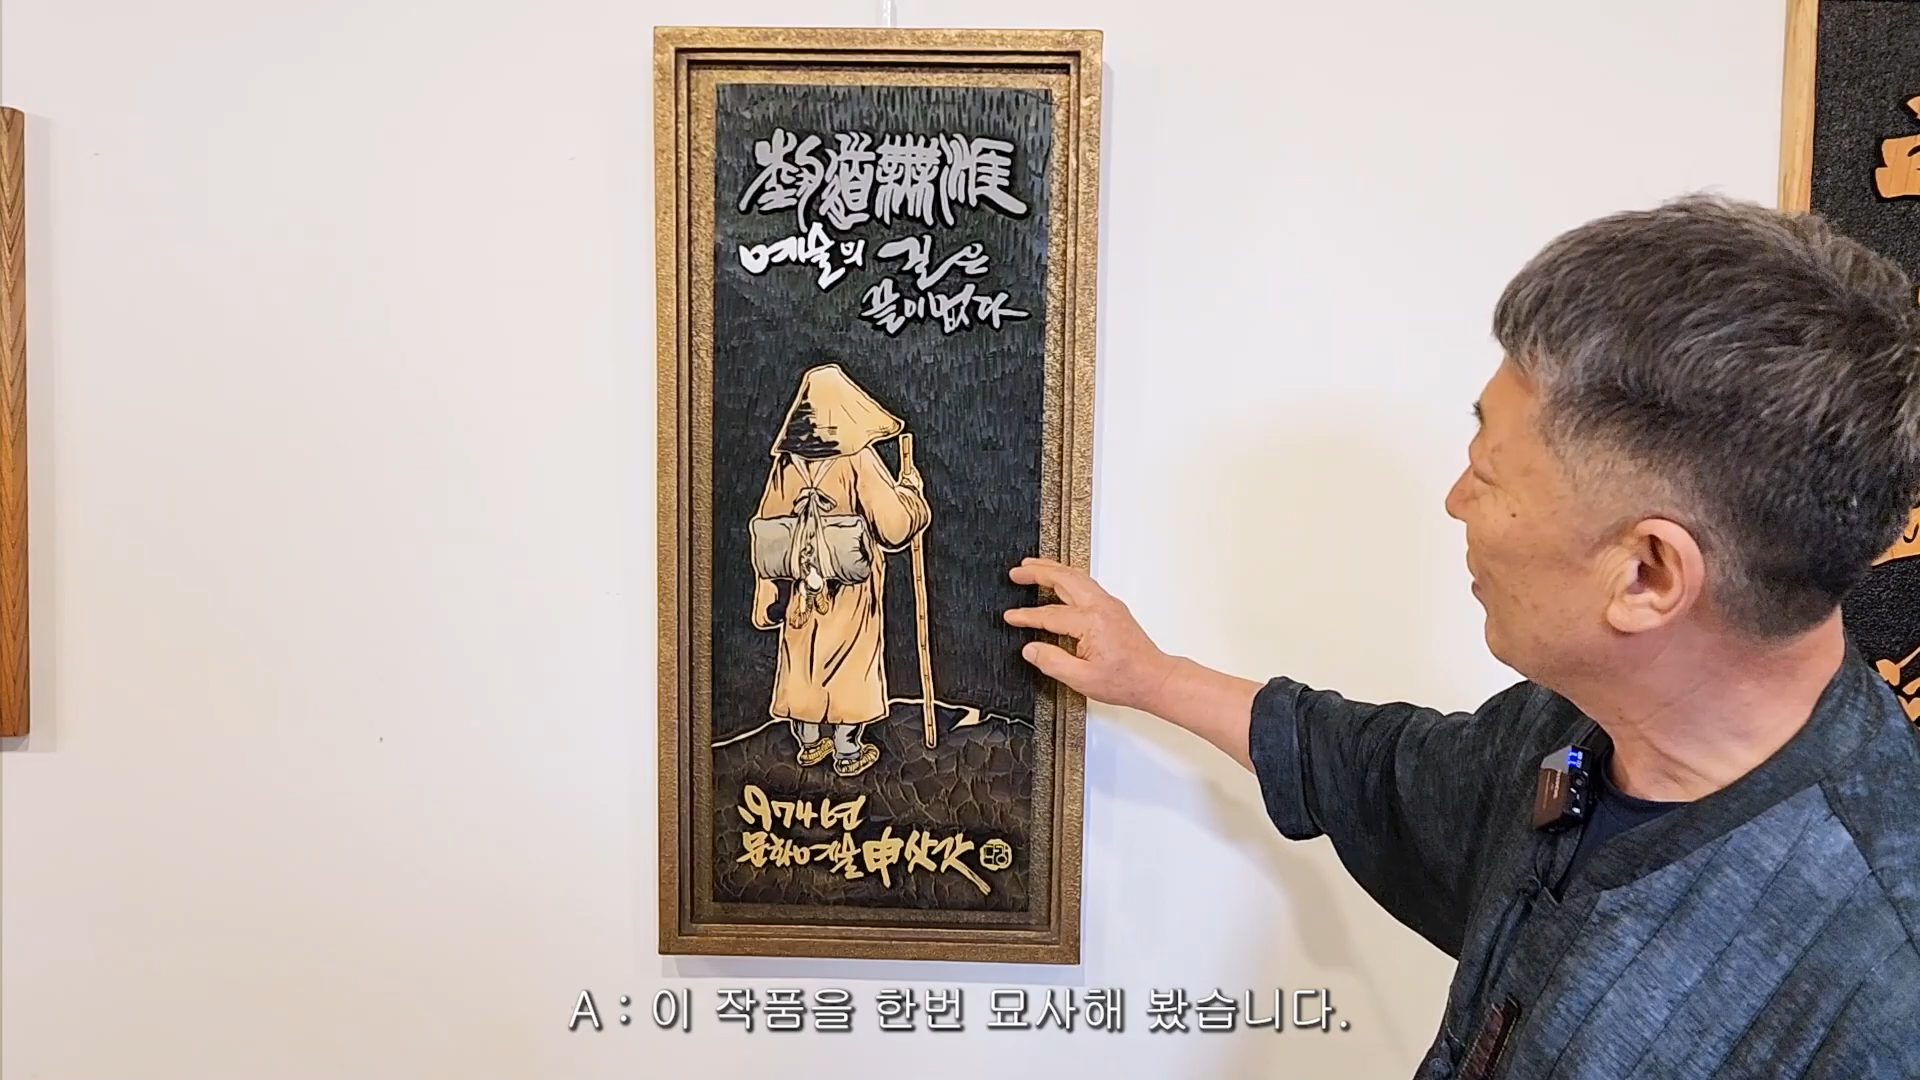 藝道無涯
예술의 길은
끝이없다
1974년
문화예술 申삿갓
A : 이 작품을 한번 묘사해 봤습니다.